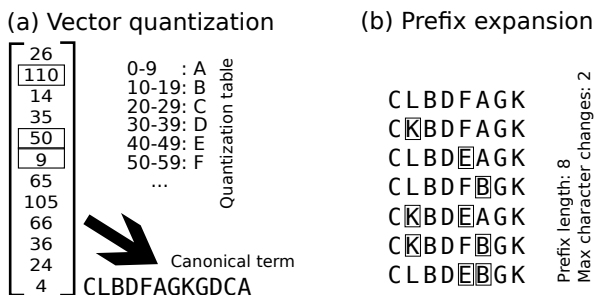 (a) Vector quantization
26
110
14
35
50
9
65
105
66
36
24
4
0-9 : A
10-19: B
20-29: C
30-39: D
40-49: E
50-59: F
...
Quantization table
Canonical term
CLBDFAGKGDCA
(b) Prefix expansion
CLBDFAGK
CKBDFAGK
CLBDEAGK
CLBDFBGK
CKBDEAGK
CKBDFBGK
CLBDEBGK
Prefix length: 8
Max character changes: 2